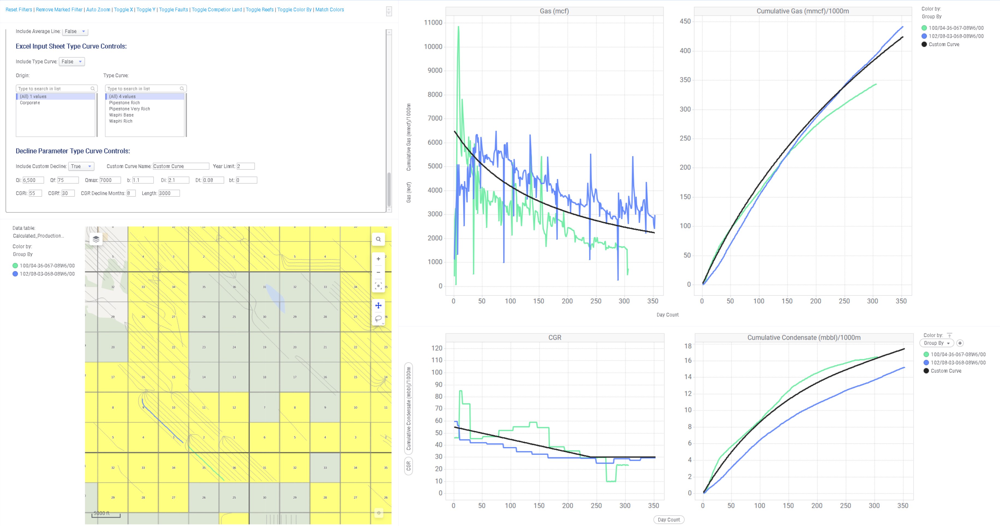 Reset Filters | Remove Marked Filter | Auto Zoom | Toggle X | Toggle Y | Toggle Faults | Toggle Competior Land | Toggle Reefs | Toggle Color By | Match Colors
Include Average Line: False
Excel Input Sheet Type Curve Controls:
Include Type Curve: False
Origin: Type Curve:
Type to search in list Type to search in list
(All) 1 values (All) 4 values
Corporate Pipestone Rich
Pipestone Very Rich
Wapiti Base
Wapiti Rich
Decline Parameter Type Curve Controls:
Include Custom Decline: True Custom Curve Name: Custom Curve Year Limit: 2
Qi: 6,500 Qf: 75 Qmax: 7000 b: 1.1 Di: 2.1 Dt: 0.08 bt: 0
CGRi: 55 CGRf: 30 CGR Decline Months: 8 Length: 3000
Data table:
Calculated_Production...
Color by:
Group By
100/04-36-067-08W6/00
102/08-03-068-08W6/00
5 4 3 2 1 6 5 4 3 2
32 33 34 35 36 31 32 33 34 35
29 28 27 26 25 30 29 28 27 26
20 21 22 23 24 19 20 21 22 23
17 16 15 14 13 18 17 16 15 14
8 9 10 11 12 7 8 9 10 11
5 4 3 2 1 6 5 4 3 2
32 33 34 35 36 31 32 33 34 35
29 28 27 26 25 30 29 28 27 26
5000 ft
Gas (mcf)
Cumulative Gas (mmcf)/1000m
Gas (mcf)
11000
10000
9000
8000
7000
6000
5000
4000
3000
2000
1000
0
0 50 100 150 200 250 300 350
Cumulative Gas (mmcf)/1000m
450
400
350
300
250
200
150
100
50
0
0 50 100 150 200 250 300 350
Day Count
Color by:
Group By
100/04-36-067-08W6/00
102/08-03-068-08W6/00
Custom Curve
CGR
Cumulative Condensate (mbbl)/1000m
CGR
120
110
100
90
80
70
60
50
40
30
20
10
0
0 50 100 150 200 250 300 350
Cumulative Condensate (mbbl)/1000m
18
16
14
12
10
8
6
4
2
0
0 50 100 150 200 250 300 350
Day Count
Color by:
Group By
100/04-36-067-08W6/00
102/08-03-068-08W6/00
Custom Curve